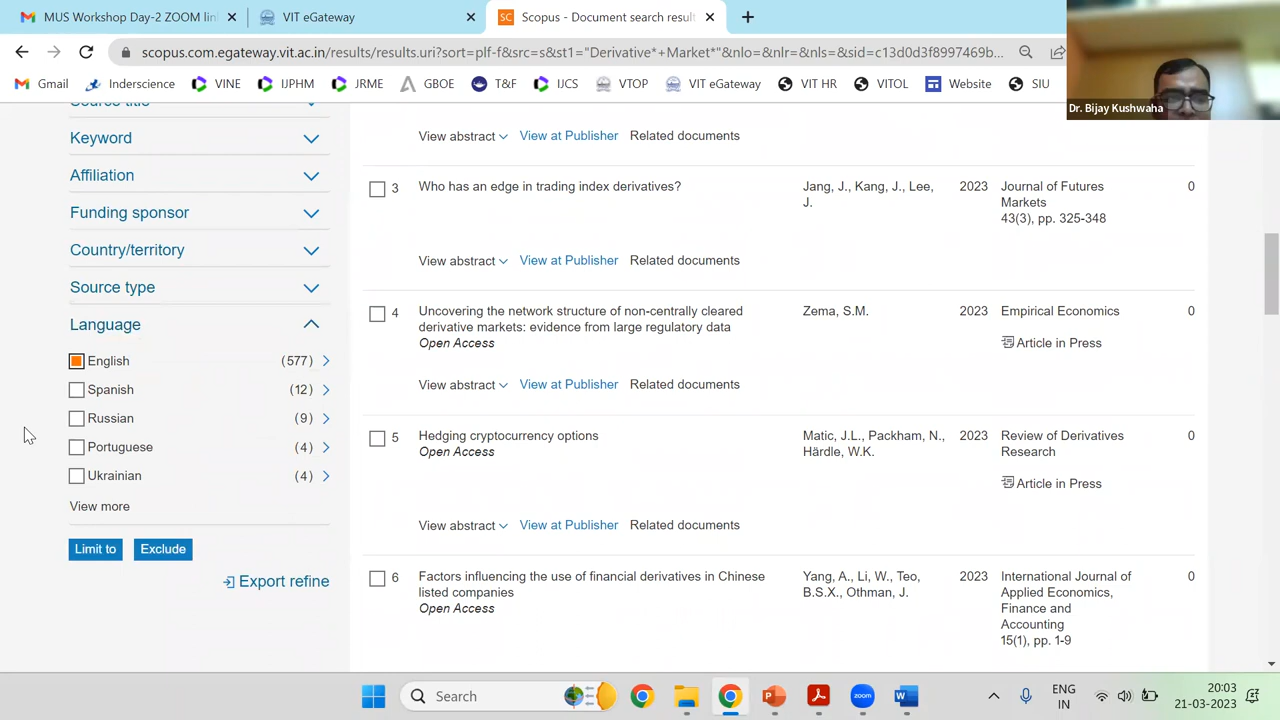 MUS Workshop Day-2 ZOOM lin
VIT eGateway
SC
Scopus - Document search result
scopus.com.egateway.vit.ac.in/results/results.uri?sort=plf-f&src=s&st1="Derivative*+Market*"&nlo=&nlr=&nls=&sid=c13d0d3f8997469b...
Gmail
Inderscience
VINE
IJPHM
JRME
GBOE
T&F
IJCS
VTOP
VIT eGateway
VIT HR
VITOL
Website
SIU
Dr. Bijay Kushwaha
Source title
Keyword
Affiliation
Funding sponsor
Country/territory
Source type
Language
English (577)
Spanish (12)
Russian (9)
Portuguese (4)
Ukrainian (4)
View more
Limit to
Exclude
Export refine
View abstract View at Publisher Related documents
3 Who has an edge in trading index derivatives? Jang, J., Kang, J., Lee, 2023 Journal of Futures 0
J. Markets
43(3), pp. 325-348
View abstract View at Publisher Related documents
4 Uncovering the network structure of non-centrally cleared Zema, S.M. 2023 Empirical Economics 0
derivative markets: evidence from large regulatory data
Open Access Article in Press
View abstract View at Publisher Related documents
5 Hedging cryptocurrency options Matic, J.L., Packham, N., 2023 Review of Derivatives 0
Open Access Härdle, W.K. Research
Article in Press
View abstract View at Publisher Related documents
6 Factors influencing the use of financial derivatives in Chinese Yang, A., Li, W., Teo, 2023 International Journal of 0
listed companies B.S.X., Othman, J. Applied Economics,
Open Access Finance and
Accounting
15(1), pp. 1-9
Search
zoom
ENG
IN
20:03
21-03-2023